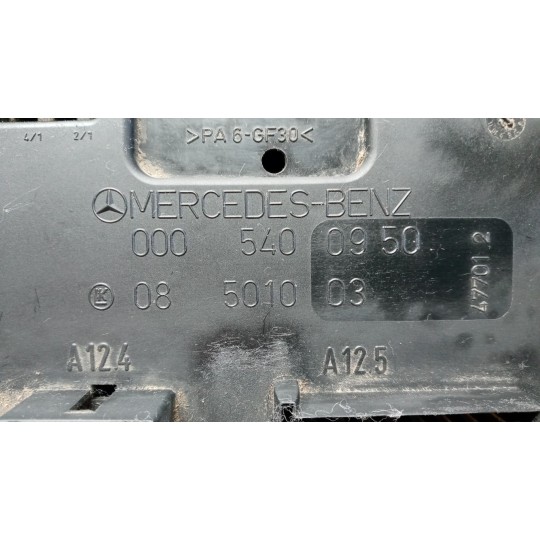 4/1 2/1
>PA 6-GF30<
MERCEDES-BENZ
000 540 09 50
K 08 5010 03
47701 2
A12.4 A12 5